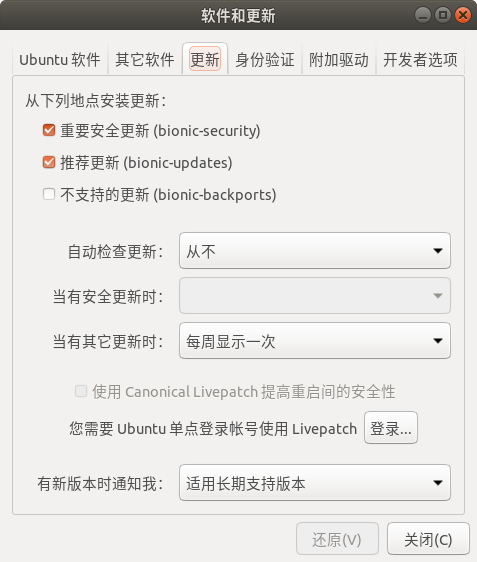 软件和更新
Ubuntu 软件 其它软件 更新 身份验证 附加驱动 开发者选项
从下列地点安装更新：
重要安全更新 (bionic-security)
推荐更新 (bionic-updates)
不支持的更新 (bionic-backports)
自动检查更新： 从不
当有安全更新时：
当有其它更新时： 每周显示一次
使用 Canonical Livepatch 提高重启间的安全性
您需要 Ubuntu 单点登录帐号使用 Livepatch 登录...
有新版本时通知我： 适用长期支持版本
还原(V) 关闭(C)